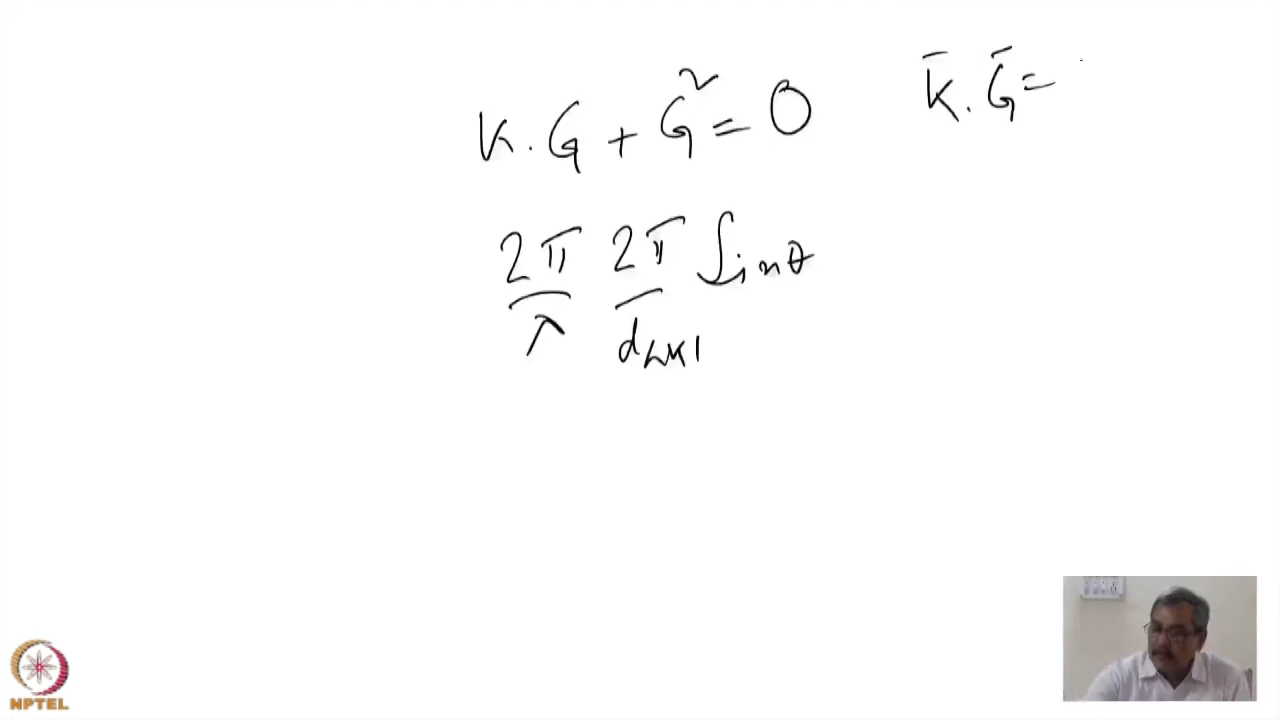 K . G + G² = 0
K̄ . Ḡ =
2π/λ 2π/d_hkl Sinθ
NPTEL